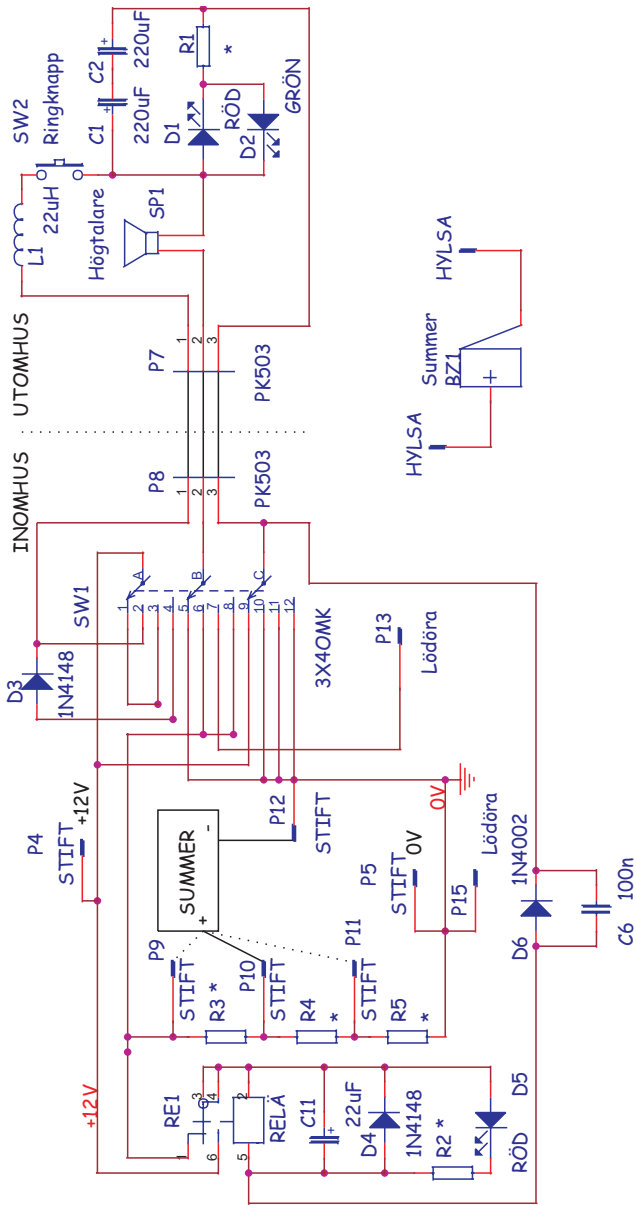 INOMHUS
UTOMHUS
+12V
P4
STIFT
+12V
D3
1N4148
SW1
1
2
3
4
5
6
7
8
9
10
11
12
A
B
C
3X4OMK
P8
1
2
3
PK503
P7
1
2
3
PK503
L1
22uH
SW2
Ringknapp
Högtalare
SP1
C1
220uF
C2
220uF
D1
RÖD
D2
GRÖN
R1
*
RE1
1
3
4
6
5
2
RELÄ
C11
22uF
D4
1N4148
R2 *
D5
RÖD
P9
STIFT
R3 *
P10
STIFT
R4
*
P11
STIFT
R5
*
SUMMER
+
-
P12
STIFT
P13
Lödöra
P5
STIFT
0V
0V
P15
Lödöra
D6
1N4002
C6
100n
HYLSA
Summer
BZ1
+
HYLSA